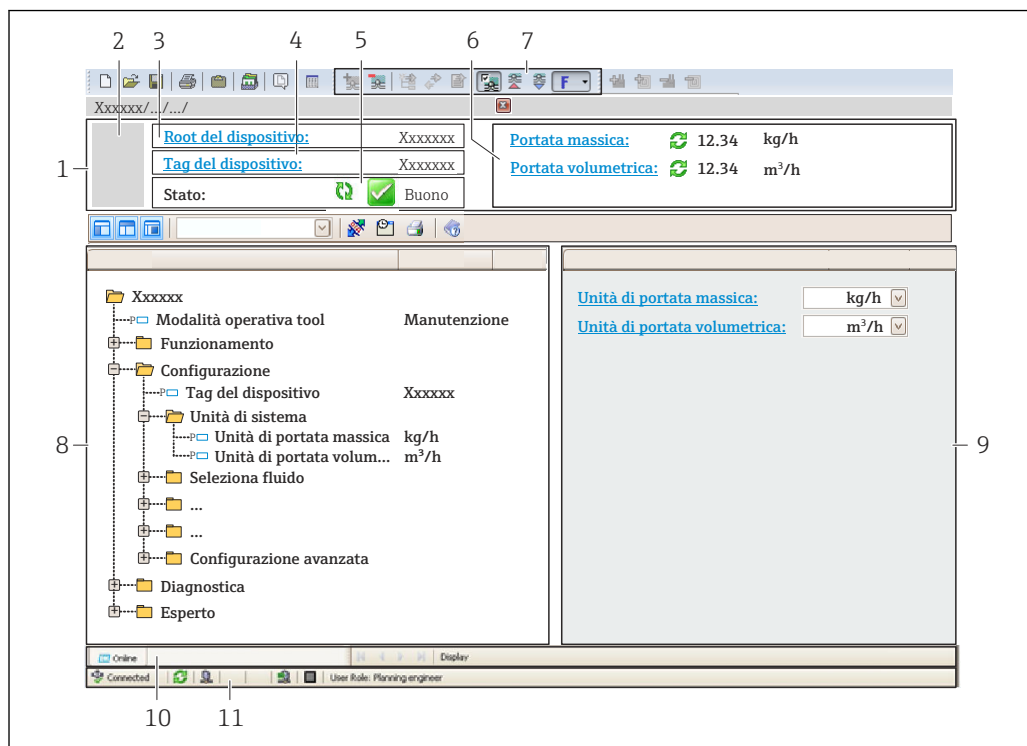 2 3 4 5 6 7
F
Xxxxxx/.../.../
1
Root del dispositivo: Xxxxxxx
Tag del dispositivo: Xxxxxxx
Stato: Buono
Portata massica: 12.34 kg/h
Portata volumetrica: 12.34 m³/h
Xxxxxx
P Modalità operativa tool Manutenzione
Funzionamento
Configurazione
P Tag del dispositivo Xxxxxx
Unità di sistema
P Unità di portata massica kg/h
P Unità di portata volum... m³/h
Seleziona fluido
...
...
Configurazione avanzata
Diagnostica
Esperto
8
Unità di portata massica: kg/h
Unità di portata volumetrica: m³/h
9
Online Display
Connected User Role: Planning engineer
10 11